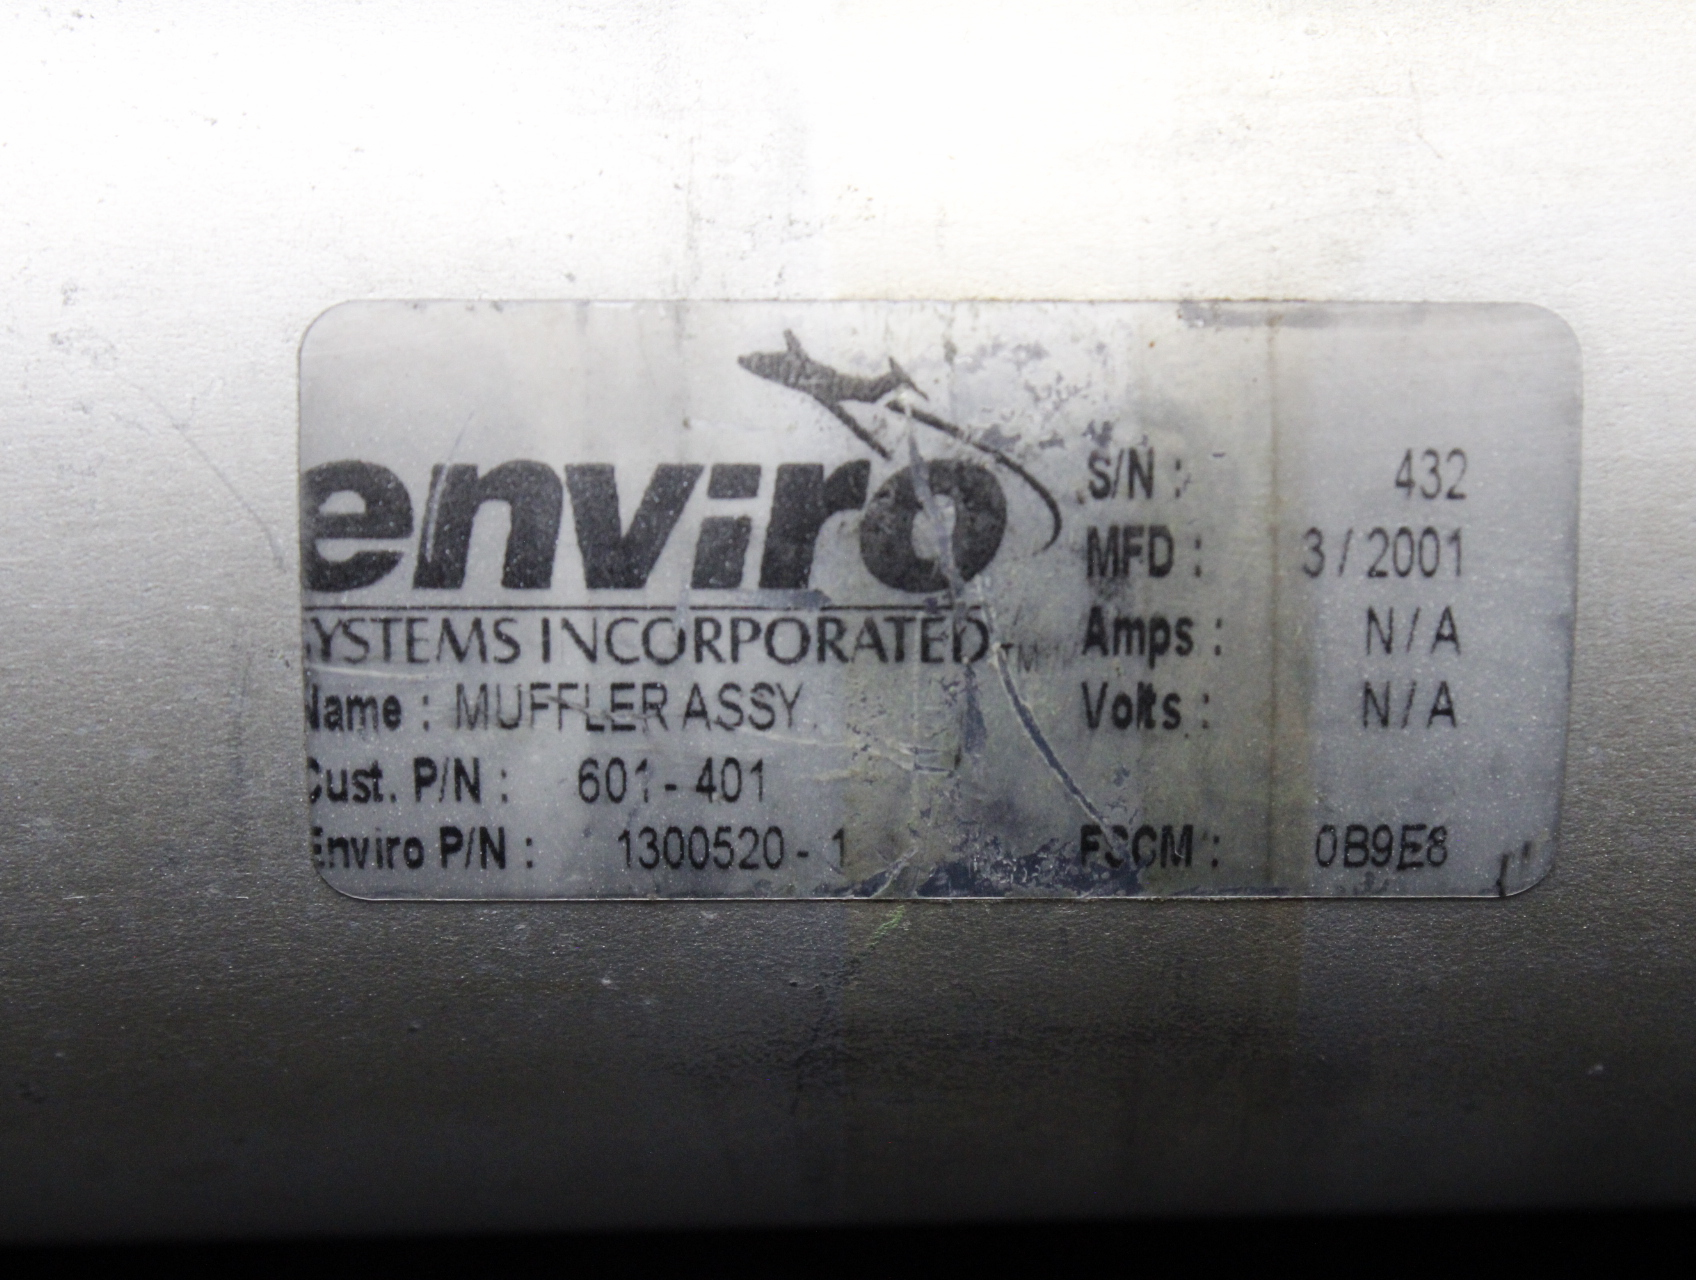 enviro
SYSTEMS INCORPORATED TM
Name : MUFFLER ASSY.
Cust. P/N : 601 - 401
Enviro P/N : 1300520 - 1
S/N : 432
MFD : 3 / 2001
Amps : N / A
Volts : N / A
FSCM : 0B9E8